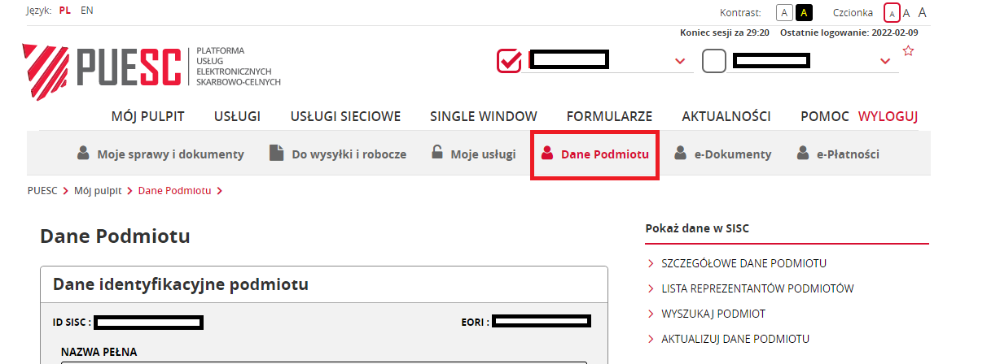 Język: PL EN
Kontrast: A A Czcionka A A A
Koniec sesji za 29:20 Ostatnie logowanie: 2022-02-09
PUESC
PLATFORMA
USŁUG
ELEKTRONICZNYCH
SKARBOWO-CELNYCH
MÓJ PULPIT USŁUGI USŁUGI SIECIOWE SINGLE WINDOW FORMULARZE AKTUALNOŚCI POMOC WYLOGUJ
Moje sprawy i dokumenty Do wysyłki i robocze Moje usługi Dane Podmiotu e-Dokumenty e-Płatności
PUESC Mój pulpit Dane Podmiotu
Dane Podmiotu
Dane identyfikacyjne podmiotu
ID SISC : EORI :
NAZWA PEŁNA
Pokaż dane w SISC
SZCZEGÓŁOWE DANE PODMIOTU
LISTA REPREZENTANTÓW PODMIOTÓW
WYSZUKAJ PODMIOT
AKTUALIZUJ DANE PODMIOTU